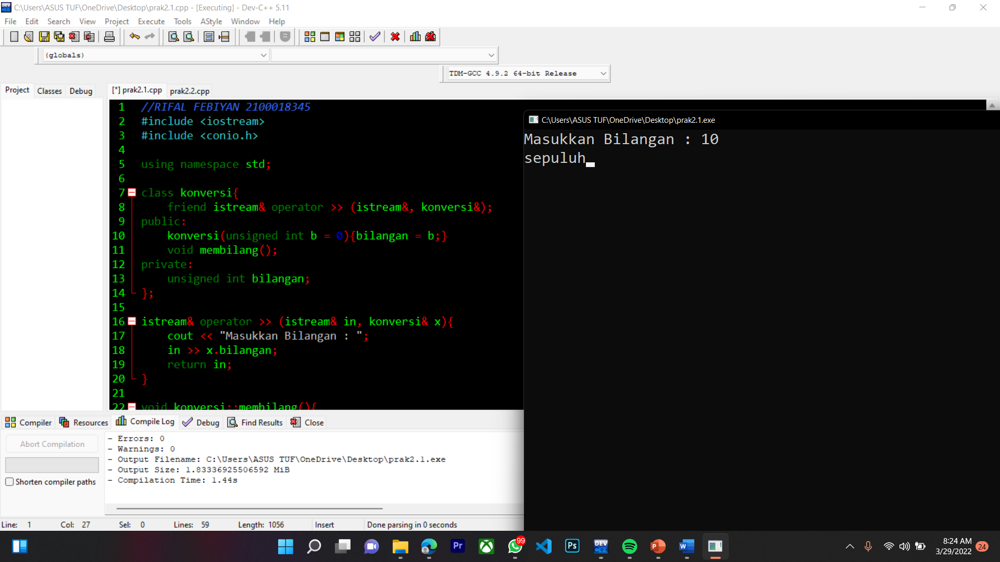 C:\Users\ASUS TUF\OneDrive\Desktop\prak2.1.cpp - [Executing] - Dev-C++ 5.11
File Edit Search View Project Execute Tools AStyle Window Help
(globals)
TDM-GCC 4.9.2 64-bit Release
Project Classes Debug
[*] prak2.1.cpp prak2.2.cpp
1 //RIFAL FEBIYAN 2100018345
2 #include <iostream>
3 #include <conio.h>
4
5 using namespace std;
6
7 class konversi{
8 friend istream& operator >> (istream&, konversi&);
9 public:
10 konversi(unsigned int b = 0){bilangan = b;}
11 void membilang();
12 private:
13 unsigned int bilangan;
14 };
15
16 istream& operator >> (istream& in, konversi& x){
17 cout << "Masukkan Bilangan : ";
18 in >> x.bilangan;
19 return in;
20 }
21
22 void konversi::membilang(){
C:\Users\ASUS TUF\OneDrive\Desktop\prak2.1.exe
Masukkan Bilangan : 10
sepuluh
Compiler Resources Compile Log Debug Find Results Close
Abort Compilation
Shorten compiler paths
- Errors: 0
- Warnings: 0
- Output Filename: C:\Users\ASUS TUF\OneDrive\Desktop\prak2.1.exe
- Output Size: 1.83336925506592 MiB
- Compilation Time: 1.44s
Line: 1 Col: 27 Sel: 0 Lines: 59 Length: 1056 Insert Done parsing in 0 seconds
Pr
99
Ps
DEV C++
P
W
8:24 AM
3/29/2022
24